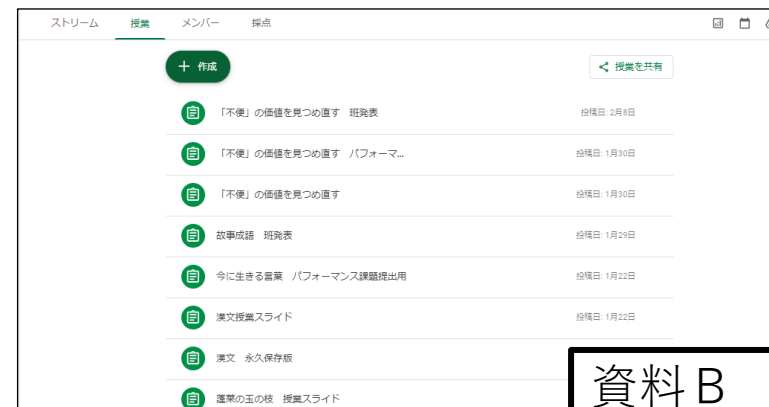 ストリーム 授業 メンバー 採点
+ 作成 授業を共有
「不便」の価値を見つめ直す 班発表 投稿日: 2月8日
「不便」の価値を見つめ直す パフォーマ... 投稿日: 1月30日
「不便」の価値を見つめ直す 投稿日: 1月30日
故事成語 班発表 投稿日: 1月29日
今に生きる言葉 パフォーマンス課題提出用 投稿日: 1月22日
漢文授業スライド 投稿日: 1月22日
漢文 永久保存版
蓬莱の玉の枝 授業スライド
資料B